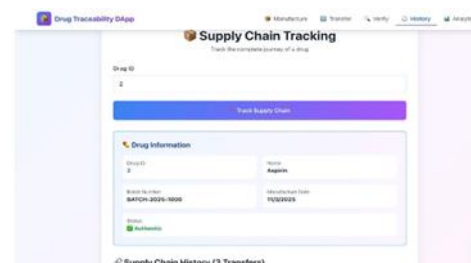 Drug Traceability DApp
Manufacture Transfer Verify History Analytics
Supply Chain Tracking
Track the complete journey of a drug
Drug ID
2
Track Supply Chain
Drug Information
Drug ID
2
Name
Aspirin
Batch Number
BATCH-2025-1000
Manufacture Date
11/3/2025
Status
Authentic
Supply Chain History (2 Transfers)